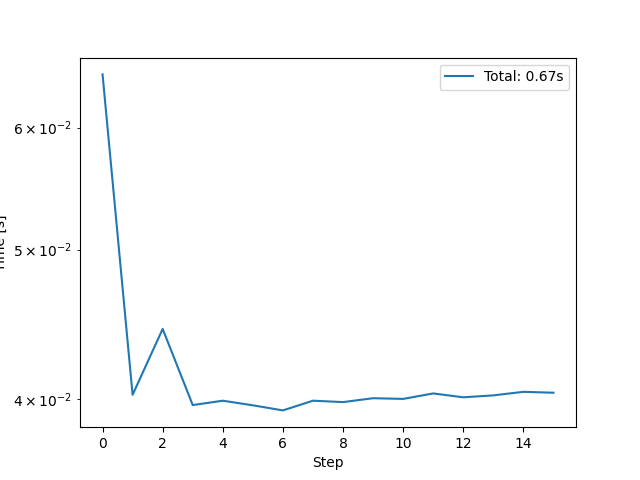 Total: 0.67s
6 × 10⁻²
5 × 10⁻²
4 × 10⁻²
[s]
0 2 4 6 8 10 12 14
Step